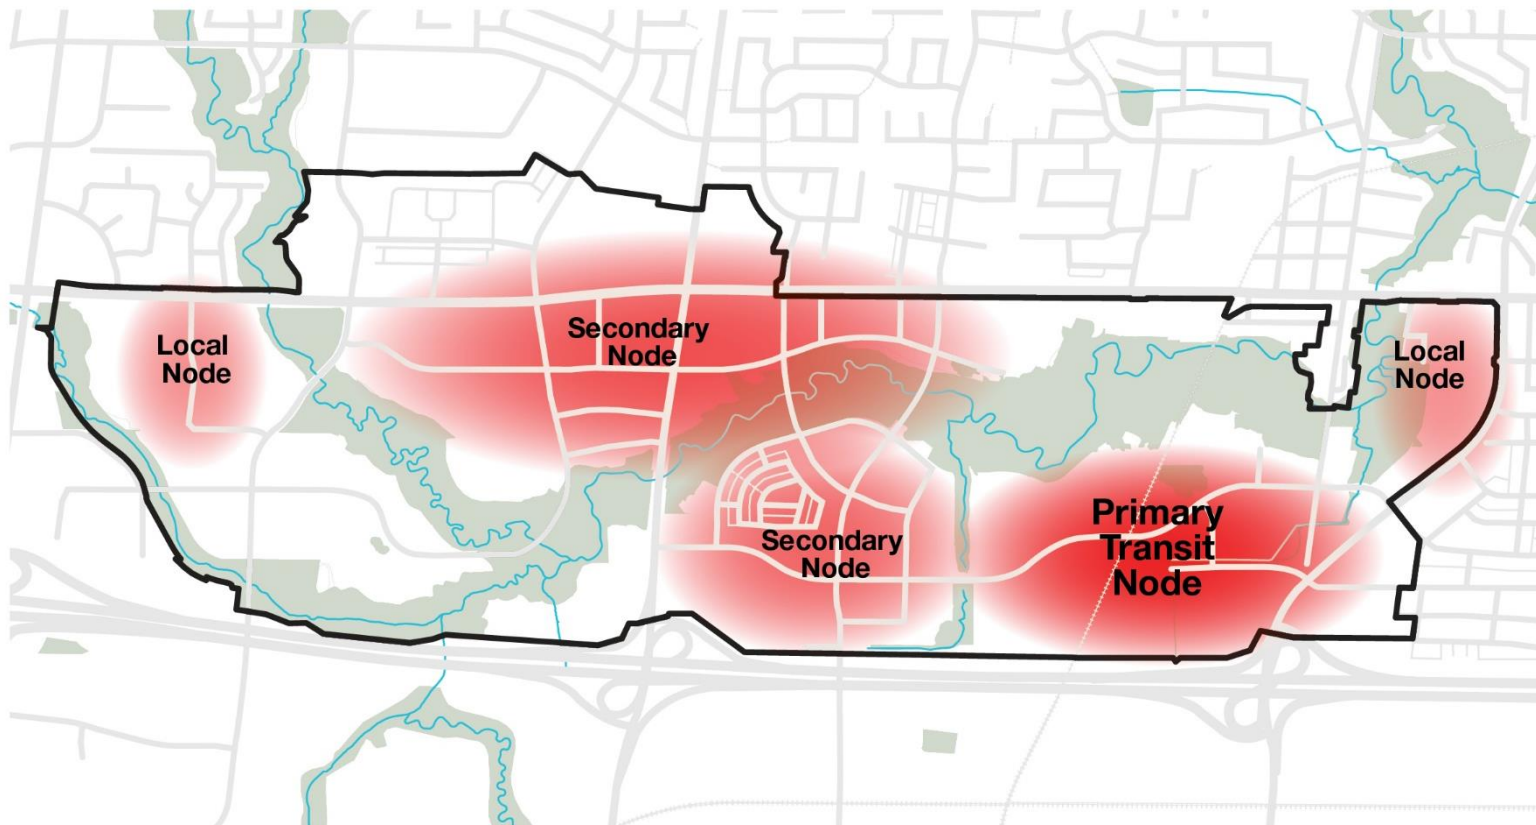 Local
Node
Secondary
Node
Local
Node
Secondary
Node
Primary
Transit
Node